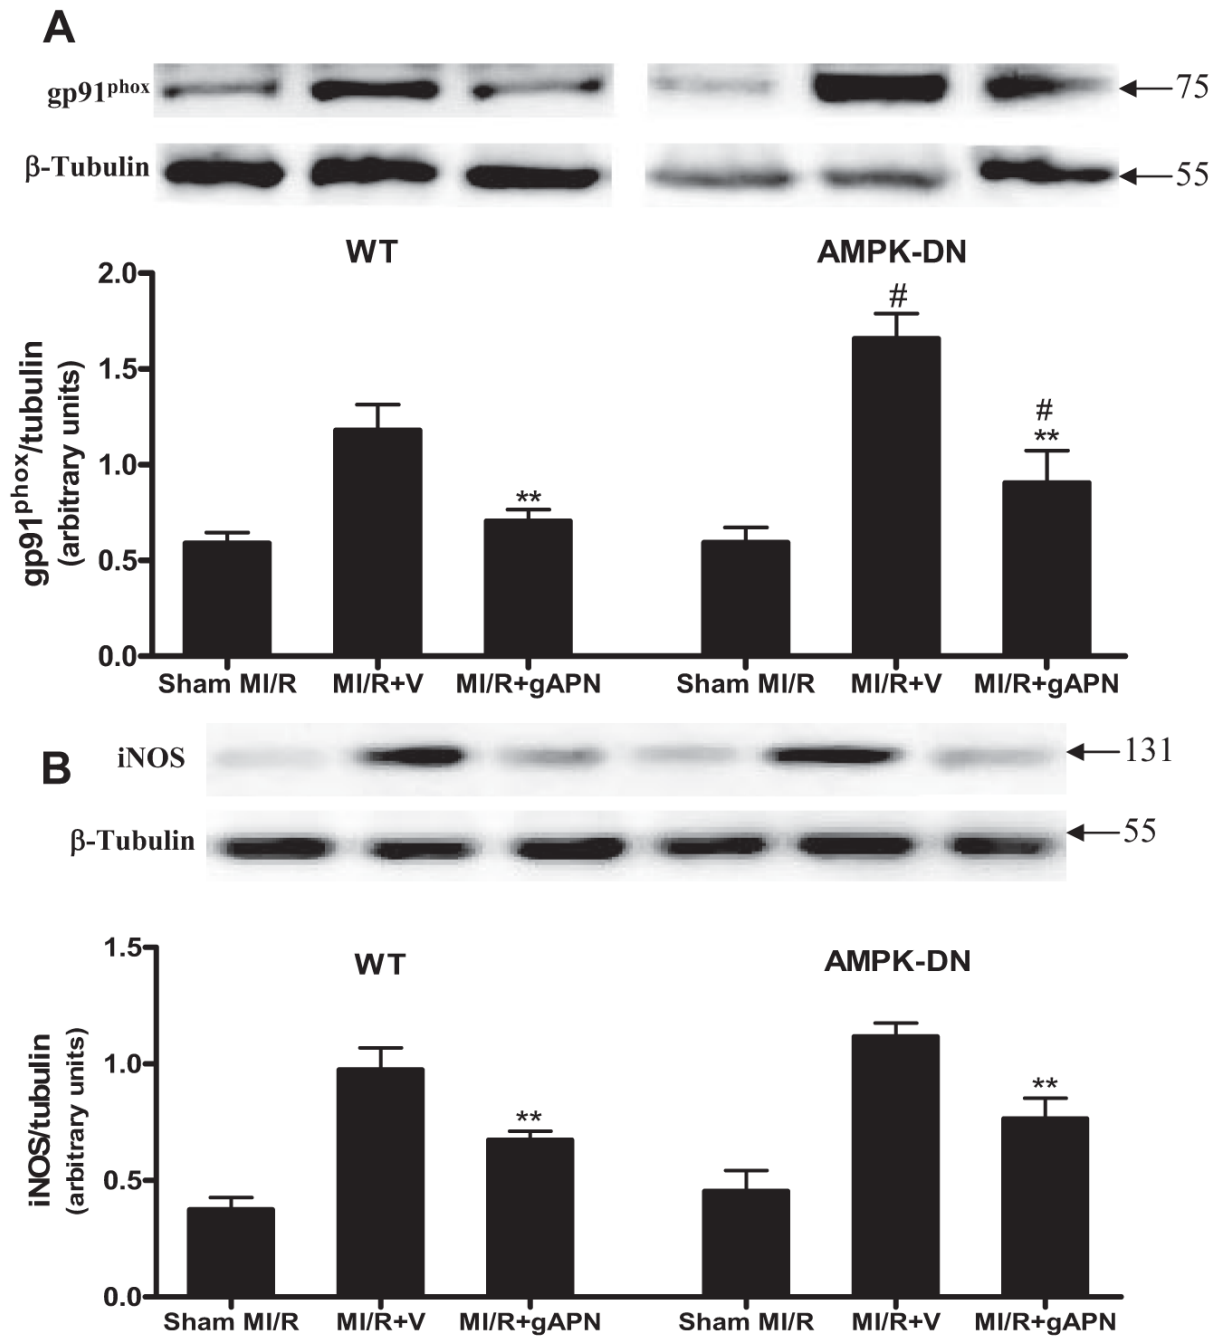 A
gp91phox
75
β-Tubulin
55
WT
AMPK-DN
gp91phox/tubulin
(arbitrary units)
2.0
1.5
1.0
0.5
0.0
**
#
#
**
Sham MI/R
MI/R+V
MI/R+gAPN
Sham MI/R
MI/R+V
MI/R+gAPN
B
iNOS
131
β-Tubulin
55
WT
AMPK-DN
iNOS/tubulin
(arbitrary units)
1.5
1.0
0.5
0.0
**
**
Sham MI/R
MI/R+V
MI/R+gAPN
Sham MI/R
MI/R+V
MI/R+gAPN